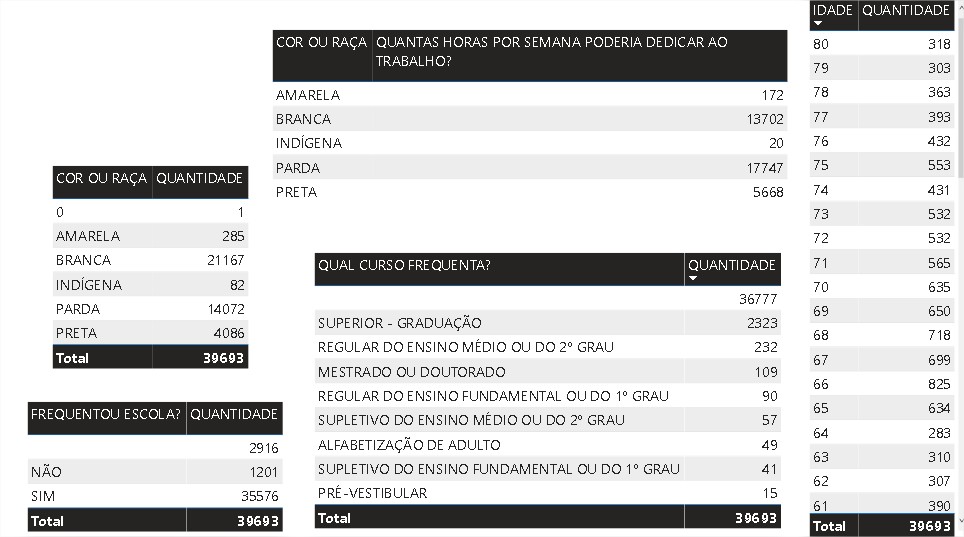 COR OU RAÇA QUANTIDADE
0 1
AMARELA 285
BRANCA 21167
INDÍGENA 82
PARDA 14072
PRETA 4086
Total 39693
FREQUENTOU ESCOLA? QUANTIDADE
2916
NÃO 1201
SIM 35576
Total 39693
COR OU RAÇA QUANTAS HORAS POR SEMANA PODERIA DEDICAR AO
TRABALHO?
AMARELA 172
BRANCA 13702
INDÍGENA 20
PARDA 17747
PRETA 5668
QUAL CURSO FREQUENTA? QUANTIDADE
36777
SUPERIOR - GRADUAÇÃO 2323
REGULAR DO ENSINO MÉDIO OU DO 2º GRAU 232
MESTRADO OU DOUTORADO 109
REGULAR DO ENSINO FUNDAMENTAL OU DO 1º GRAU 90
SUPLETIVO DO ENSINO MÉDIO OU DO 2º GRAU 57
ALFABETIZAÇÃO DE ADULTO 49
SUPLETIVO DO ENSINO FUNDAMENTAL OU DO 1º GRAU 41
PRÉ-VESTIBULAR 15
Total 39693
IDADE QUANTIDADE
80 318
79 303
78 363
77 393
76 432
75 553
74 431
73 532
72 532
71 565
70 635
69 650
68 718
67 699
66 825
65 634
64 283
63 310
62 307
61 390
Total 39693